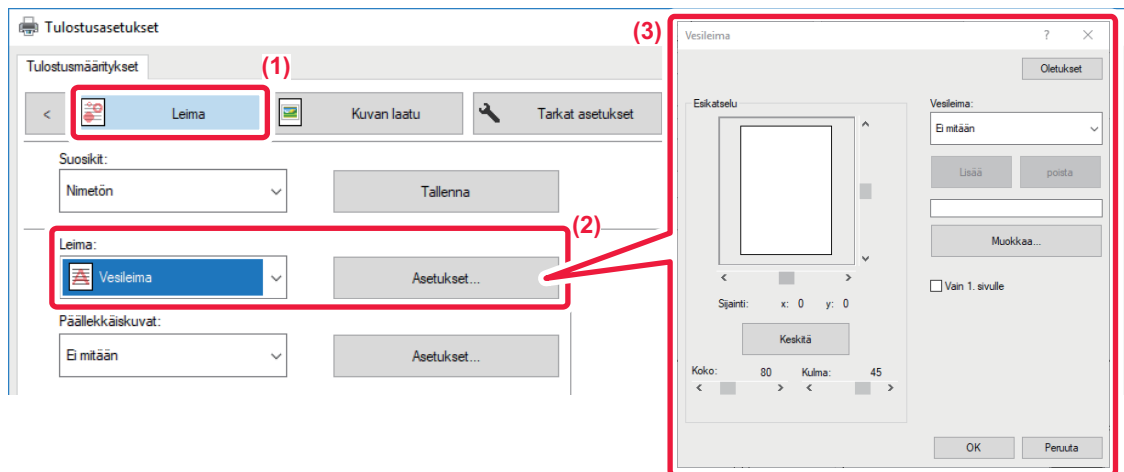 Tulostusasetukset
Tulostusmääritykset
(1)
<
Leima
Kuvan laatu
Tarkat asetukset
Suosikit:
Nimetön
Tallenna
(2)
Leima:
Vesileima
Asetukset...
Päällekkäiskuvat:
Ei mitään
Asetukset...
(3)
Vesileima
?
Oletukset
Esikatselu
Vesileima:
Ei mitään
Lisää
poista
Muokkaa...
Vain 1. sivulle
Sijainti: x: 0 y: 0
Keskitä
Koko: 80 Kulma: 45
OK
Peruuta